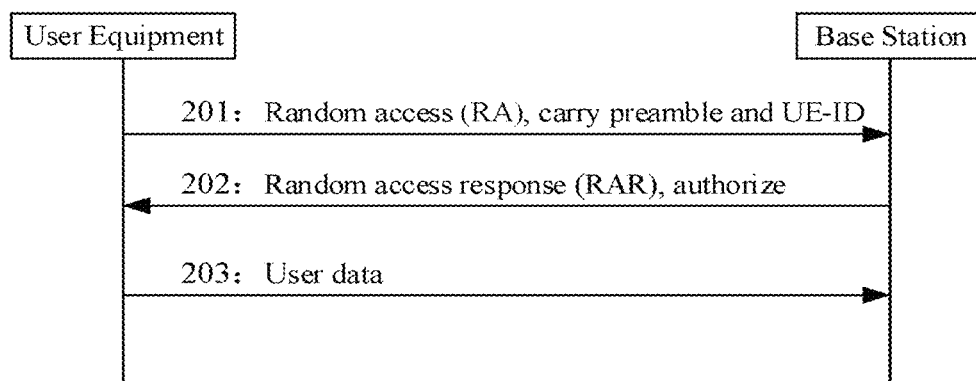 User Equipment
Base Station
201: Random access (RA), carry preamble and UE-ID
202: Random access response (RAR), authorize
203: User data